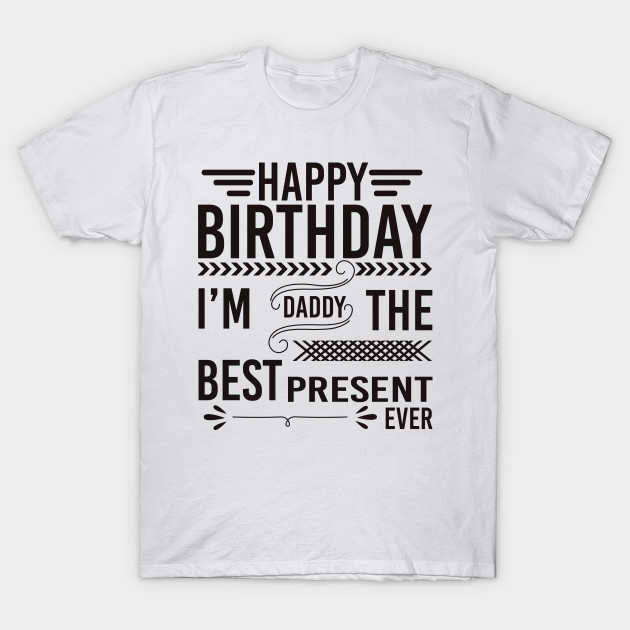 HAPPY
BIRTHDAY
I'M DADDY THE
BEST PRESENT
EVER